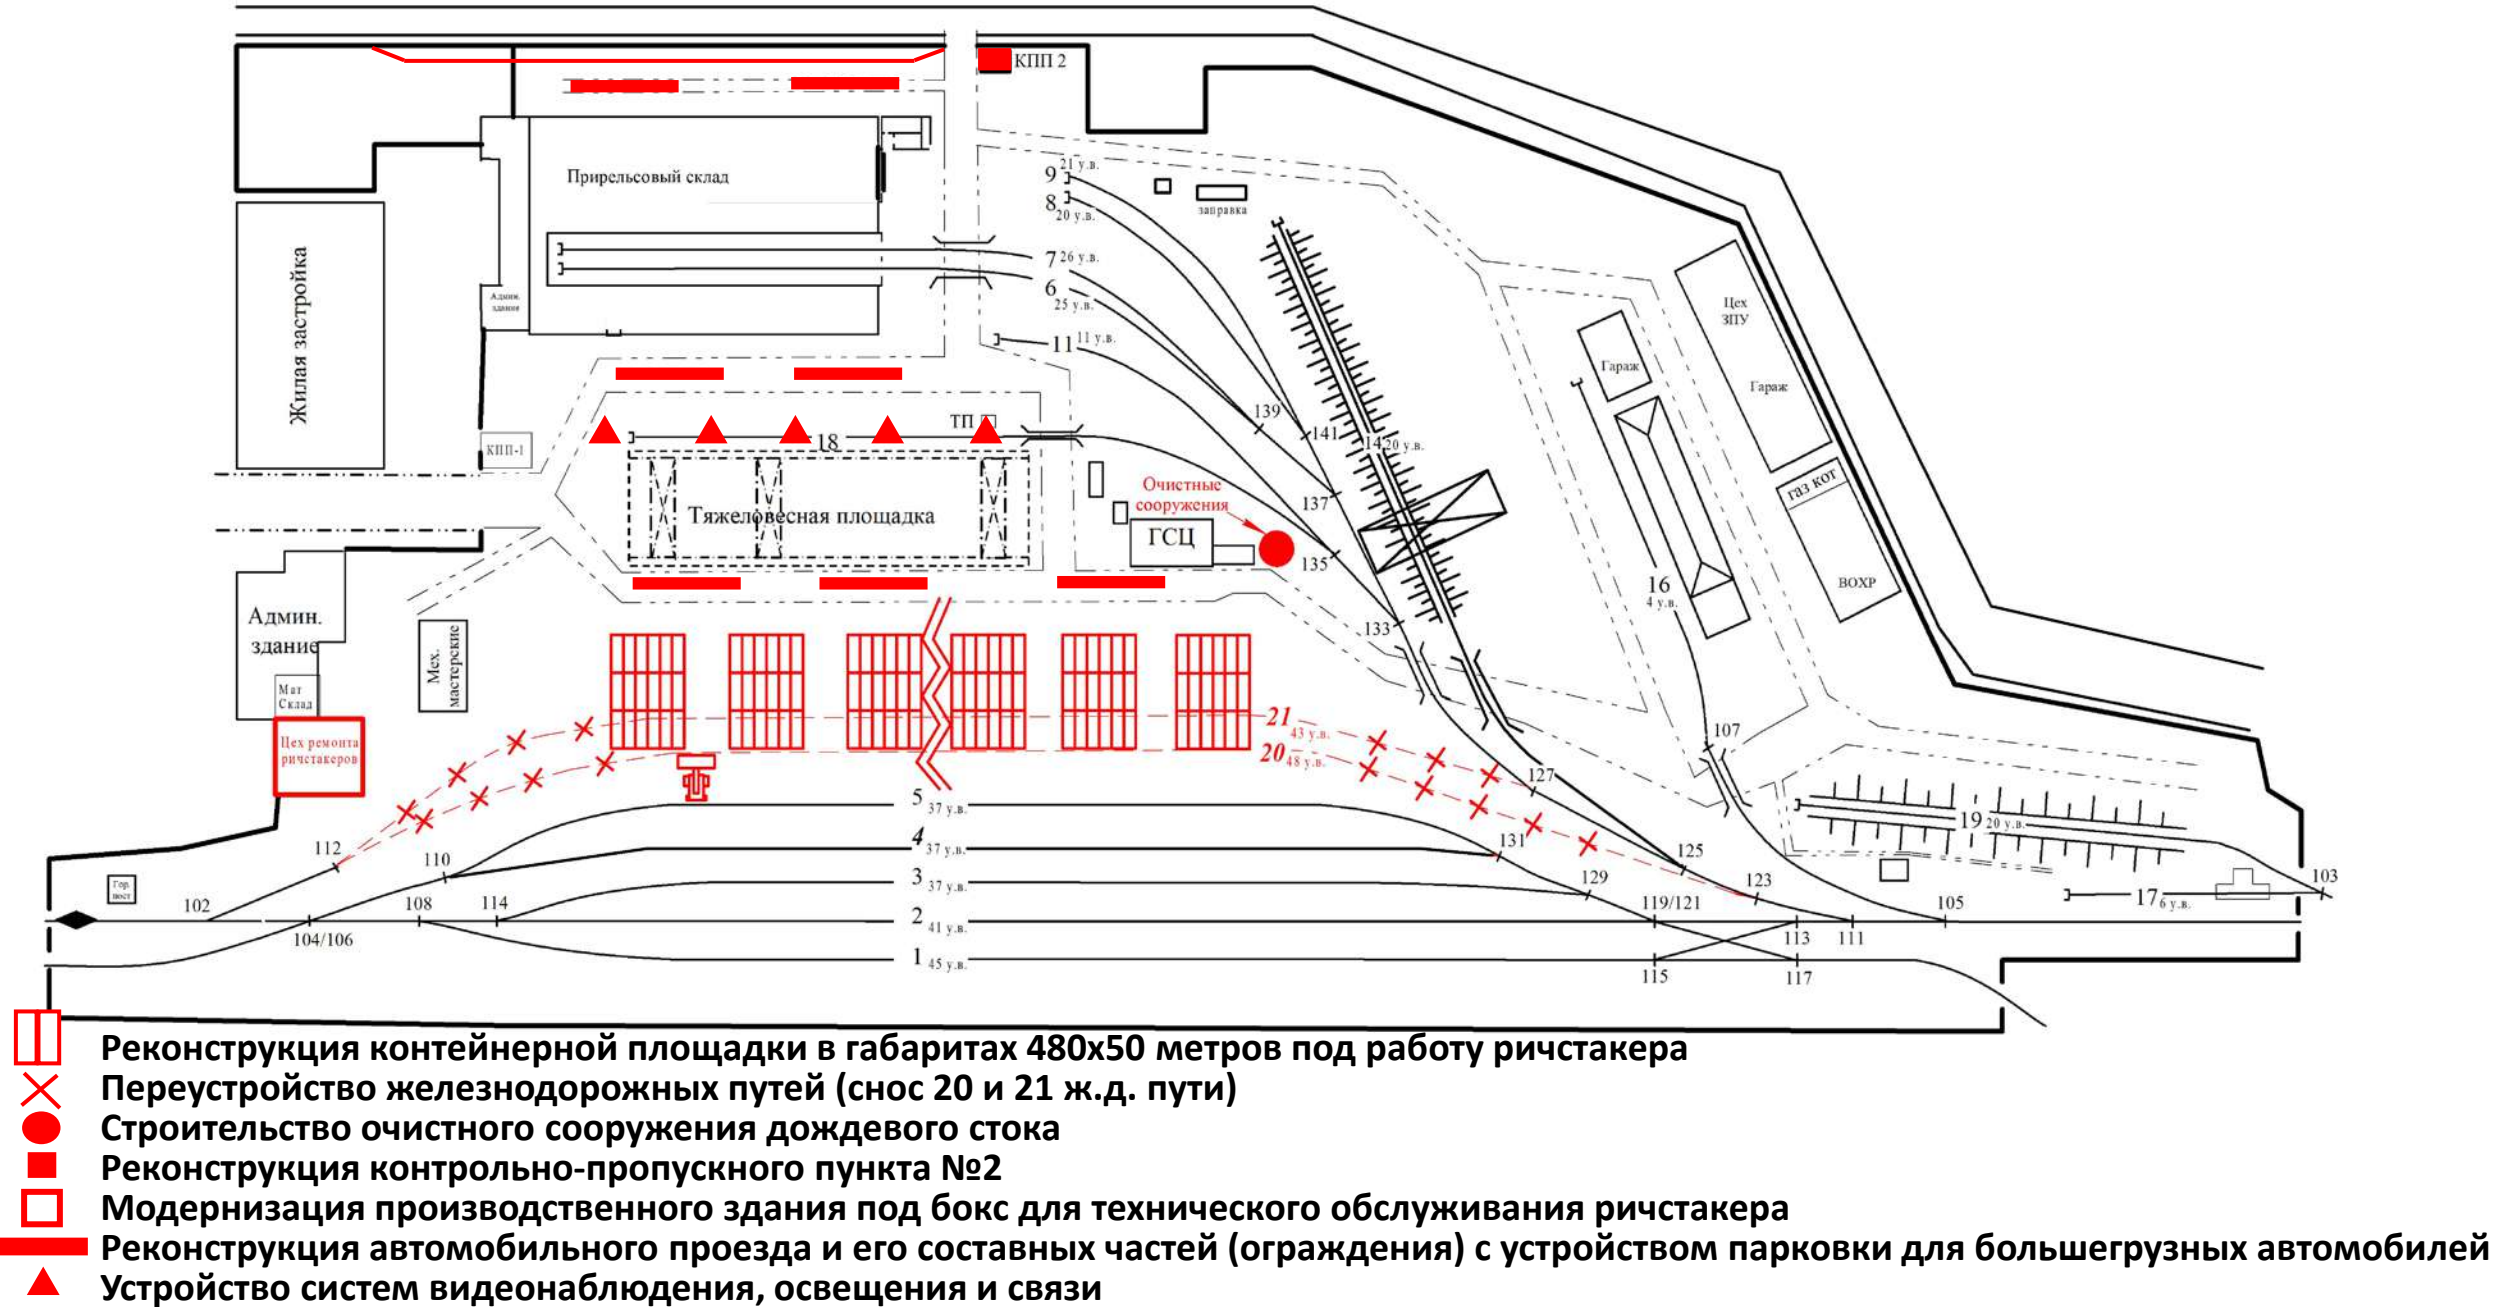 КПП 2
21 у.в.
9
Прирельсовый склад
8
20 у.в.
заправка
Жилая застройка
7 26 у.в.
6
25 у.в.
Админ.
здание
Цех
ЗПУ
11 11 у.в.
Гараж
Гараж
139
ТП
141
18
14 20 у.в.
КПП-1
Очистные
сооружения
газ кот
137
Тяжеловесная площадка
ГСЦ
135
16
4 у.в.
ВОХР
Админ.
здание
133
Мех.
мастерские
Мат
Склад
21
43 у.в.
107
Цех ремонта
ричстакеров
20 48 у.в.
127
5 37 у.в.
19 20 у.в.
4
37 у.в.
112
110
131
125
3 37 у.в.
129
123
103
Гор.
пост
102
108
114
119/121
105
17 6 у.в.
2
41 у.в.
104/106
113
111
1 45 у.в.
115
117
Реконструкция контейнерной площадки в габаритах 480х50 метров под работу ричстакера
Переустройство железнодорожных путей (снос 20 и 21 ж.д. пути)
Строительство очистного сооружения дождевого стока
Реконструкция контрольно-пропускного пункта №2
Модернизация производственного здания под бокс для технического обслуживания ричстакера
Реконструкция автомобильного проезда и его составных частей (ограждения) с устройством парковки для большегрузных автомобилей
Устройство систем видеонаблюдения, освещения и связи